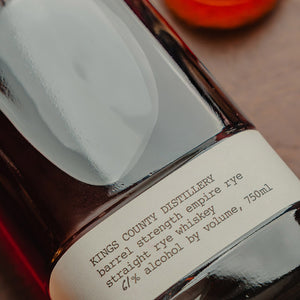 KINGS COUNTY DISTILLERY
barrel strength empire rye
straight rye whiskey
61% alcohol by volume, 750ml